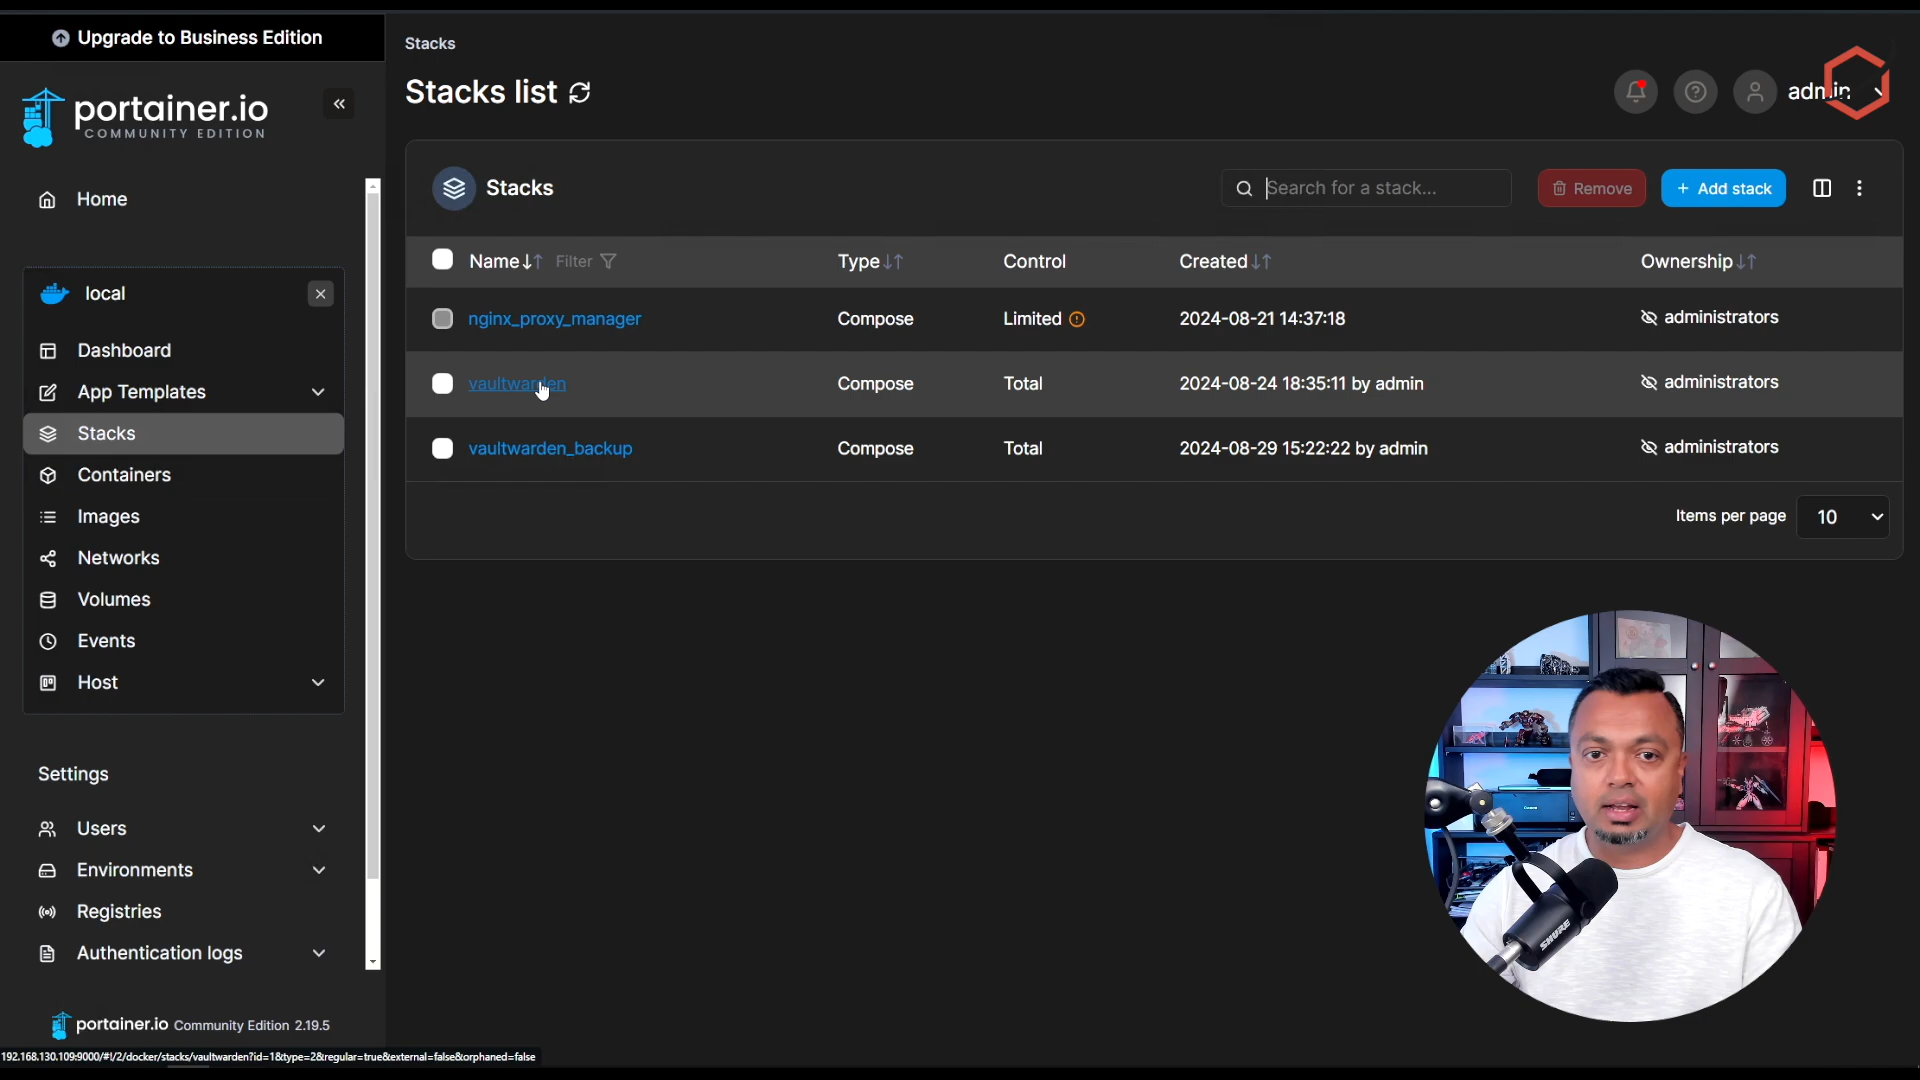 Upgrade to Business Edition
portainer.io
COMMUNITY EDITION
Home
local
Dashboard
App Templates
Stacks
Containers
Images
Networks
Volumes
Events
Host
Settings
Users
Environments
Registries
Authentication logs
portainer.io Community Edition 2.19.5
192.168.130.109:9000/#!/2/docker/stacks/vaultwarden?id=1&type=2&regular=true&external=false&orphaned=false
Stacks
Stacks list
admin
Stacks
Search for a stack...
Remove
+ Add stack
Name Filter Type Control Created Ownership
nginx_proxy_manager Compose Limited 2024-08-21 14:37:18 administrators
vaultwarden Compose Total 2024-08-24 18:35:11 by admin administrators
vaultwarden_backup Compose Total 2024-08-29 15:22:22 by admin administrators
Items per page 10
SHURE